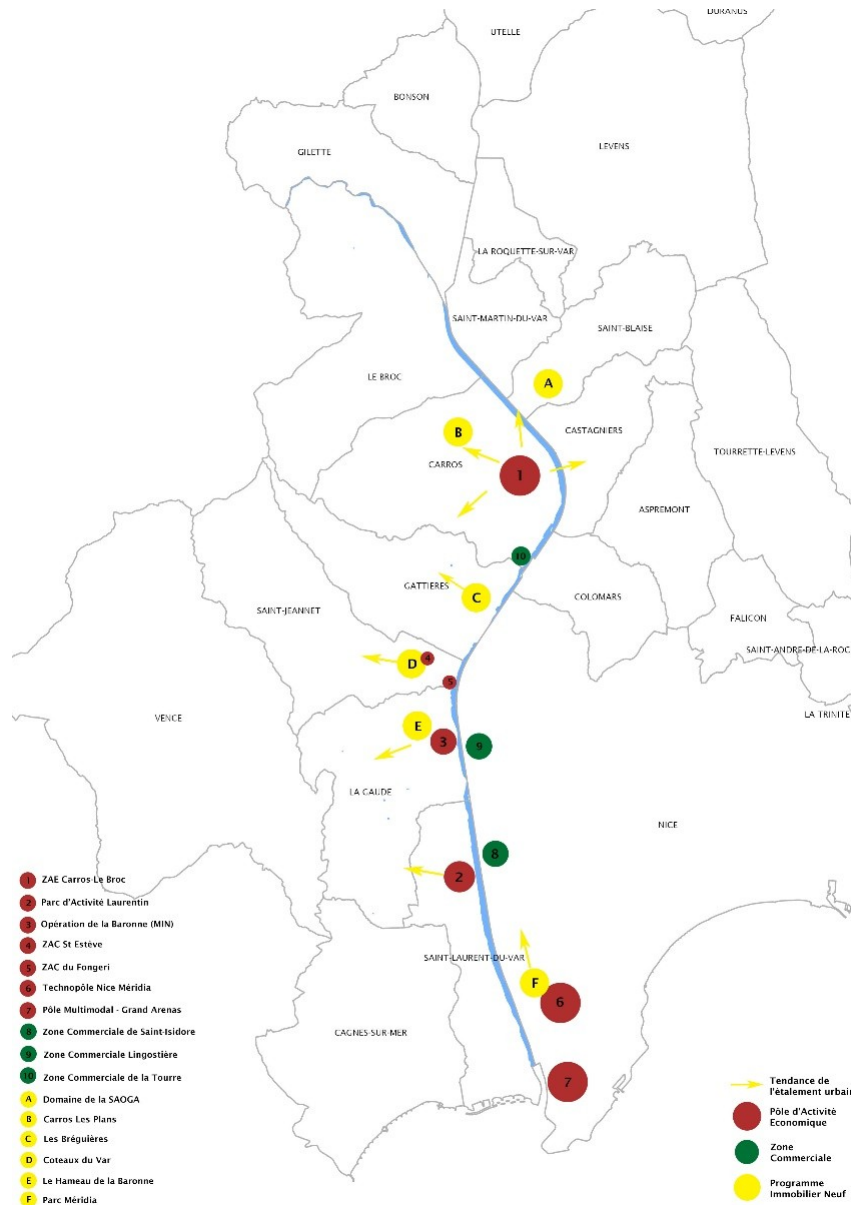 DURANUS
UTELLE
BONSON
LEVENS
GILETTE
LA ROQUETTE-SUR-VAR
SAINT-MARTIN-DU-VAR
SAINT-BLAISE
LE BROC
A
B
CASTAGNIERS
TOURRETTE-LEVENS
CARROS
1
ASPREMONT
10
GATTIERES
C
COLOMARS
SAINT-JEANNET
FALICON
SAINT-ANDRE-DE-LA-ROC
D
4
5
LA TRINITE
VENCE
E
3
9
LA GAUDE
NICE
8
2
SAINT-LAURENT-DU-VAR
F
6
CAGNES-SUR-MER
7
1 ZAE Carros-Le Broc
2 Parc d'Activité Laurentin
3 Opération de la Baronne (MIN)
4 ZAC St Estève
5 ZAC du Fongeri
6 Technopôle Nice Méridia
7 Pôle Multimodal - Grand Arenas
8 Zone Commerciale de Saint-Isidore
9 Zone Commerciale Lingostière
10 Zone Commerciale de la Tourre
A Domaine de la SAOGA
B Carros Les Plans
C Les Bréguières
D Coteaux du Var
E Le Hameau de la Baronne
F Parc Méridia
Tendance de
l'étalement urbain
Pôle d'Activité
Economique
Zone
Commerciale
Programme
Immobilier Neuf